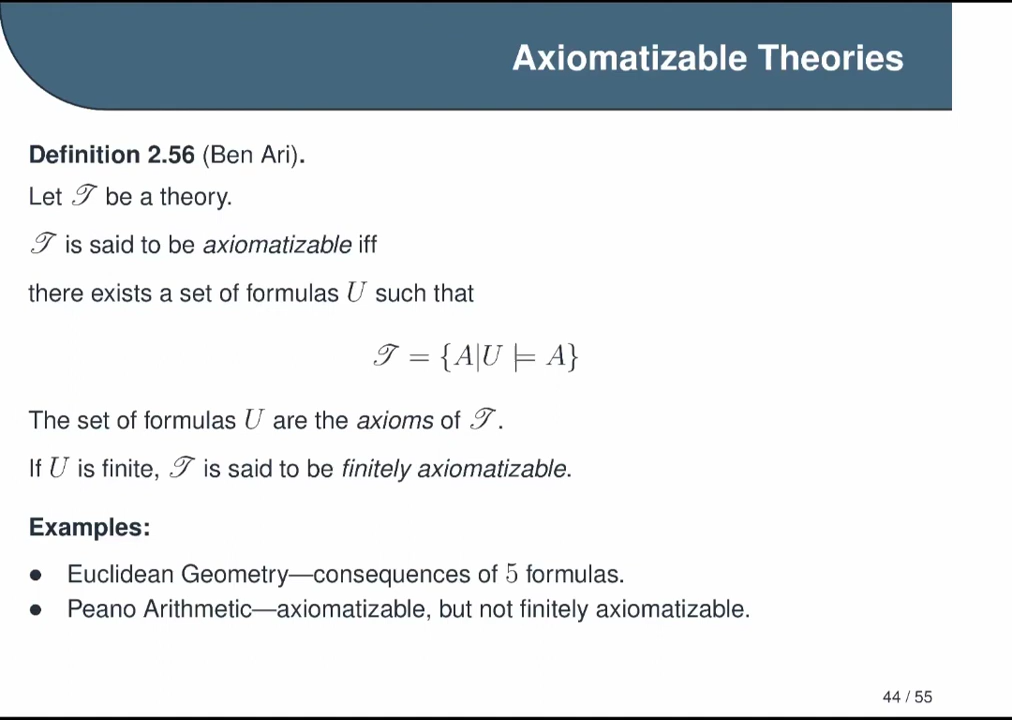 Axiomatizable Theories
Definition 2.56 (Ben Ari).
Let 𝒯 be a theory.
𝒯 is said to be axiomatizable iff
there exists a set of formulas U such that
𝒯 = {A|U ⊨ A}
The set of formulas U are the axioms of 𝒯.
If U is finite, 𝒯 is said to be finitely axiomatizable.
Examples:
● Euclidean Geometry—consequences of 5 formulas.
● Peano Arithmetic—axiomatizable, but not finitely axiomatizable.
44 / 55